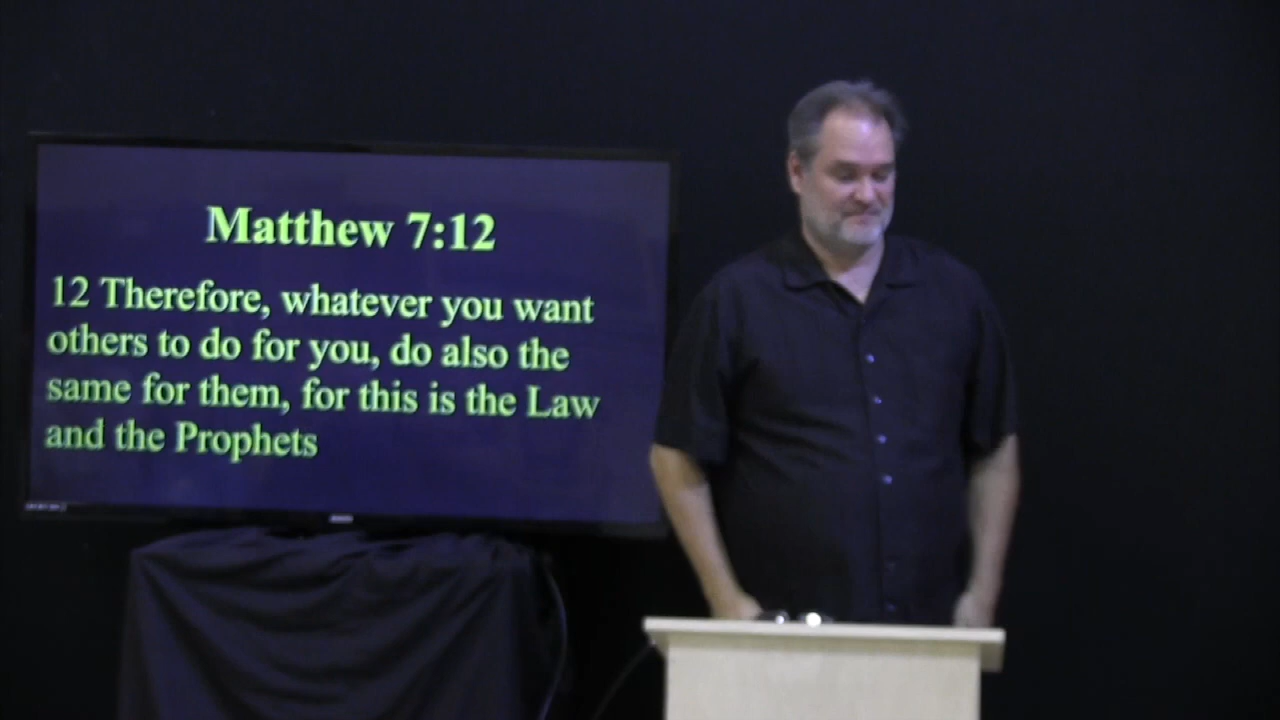 Matthew 7:12
12 Therefore, whatever you want
others to do for you, do also the
same for them, for this is the Law
and the Prophets